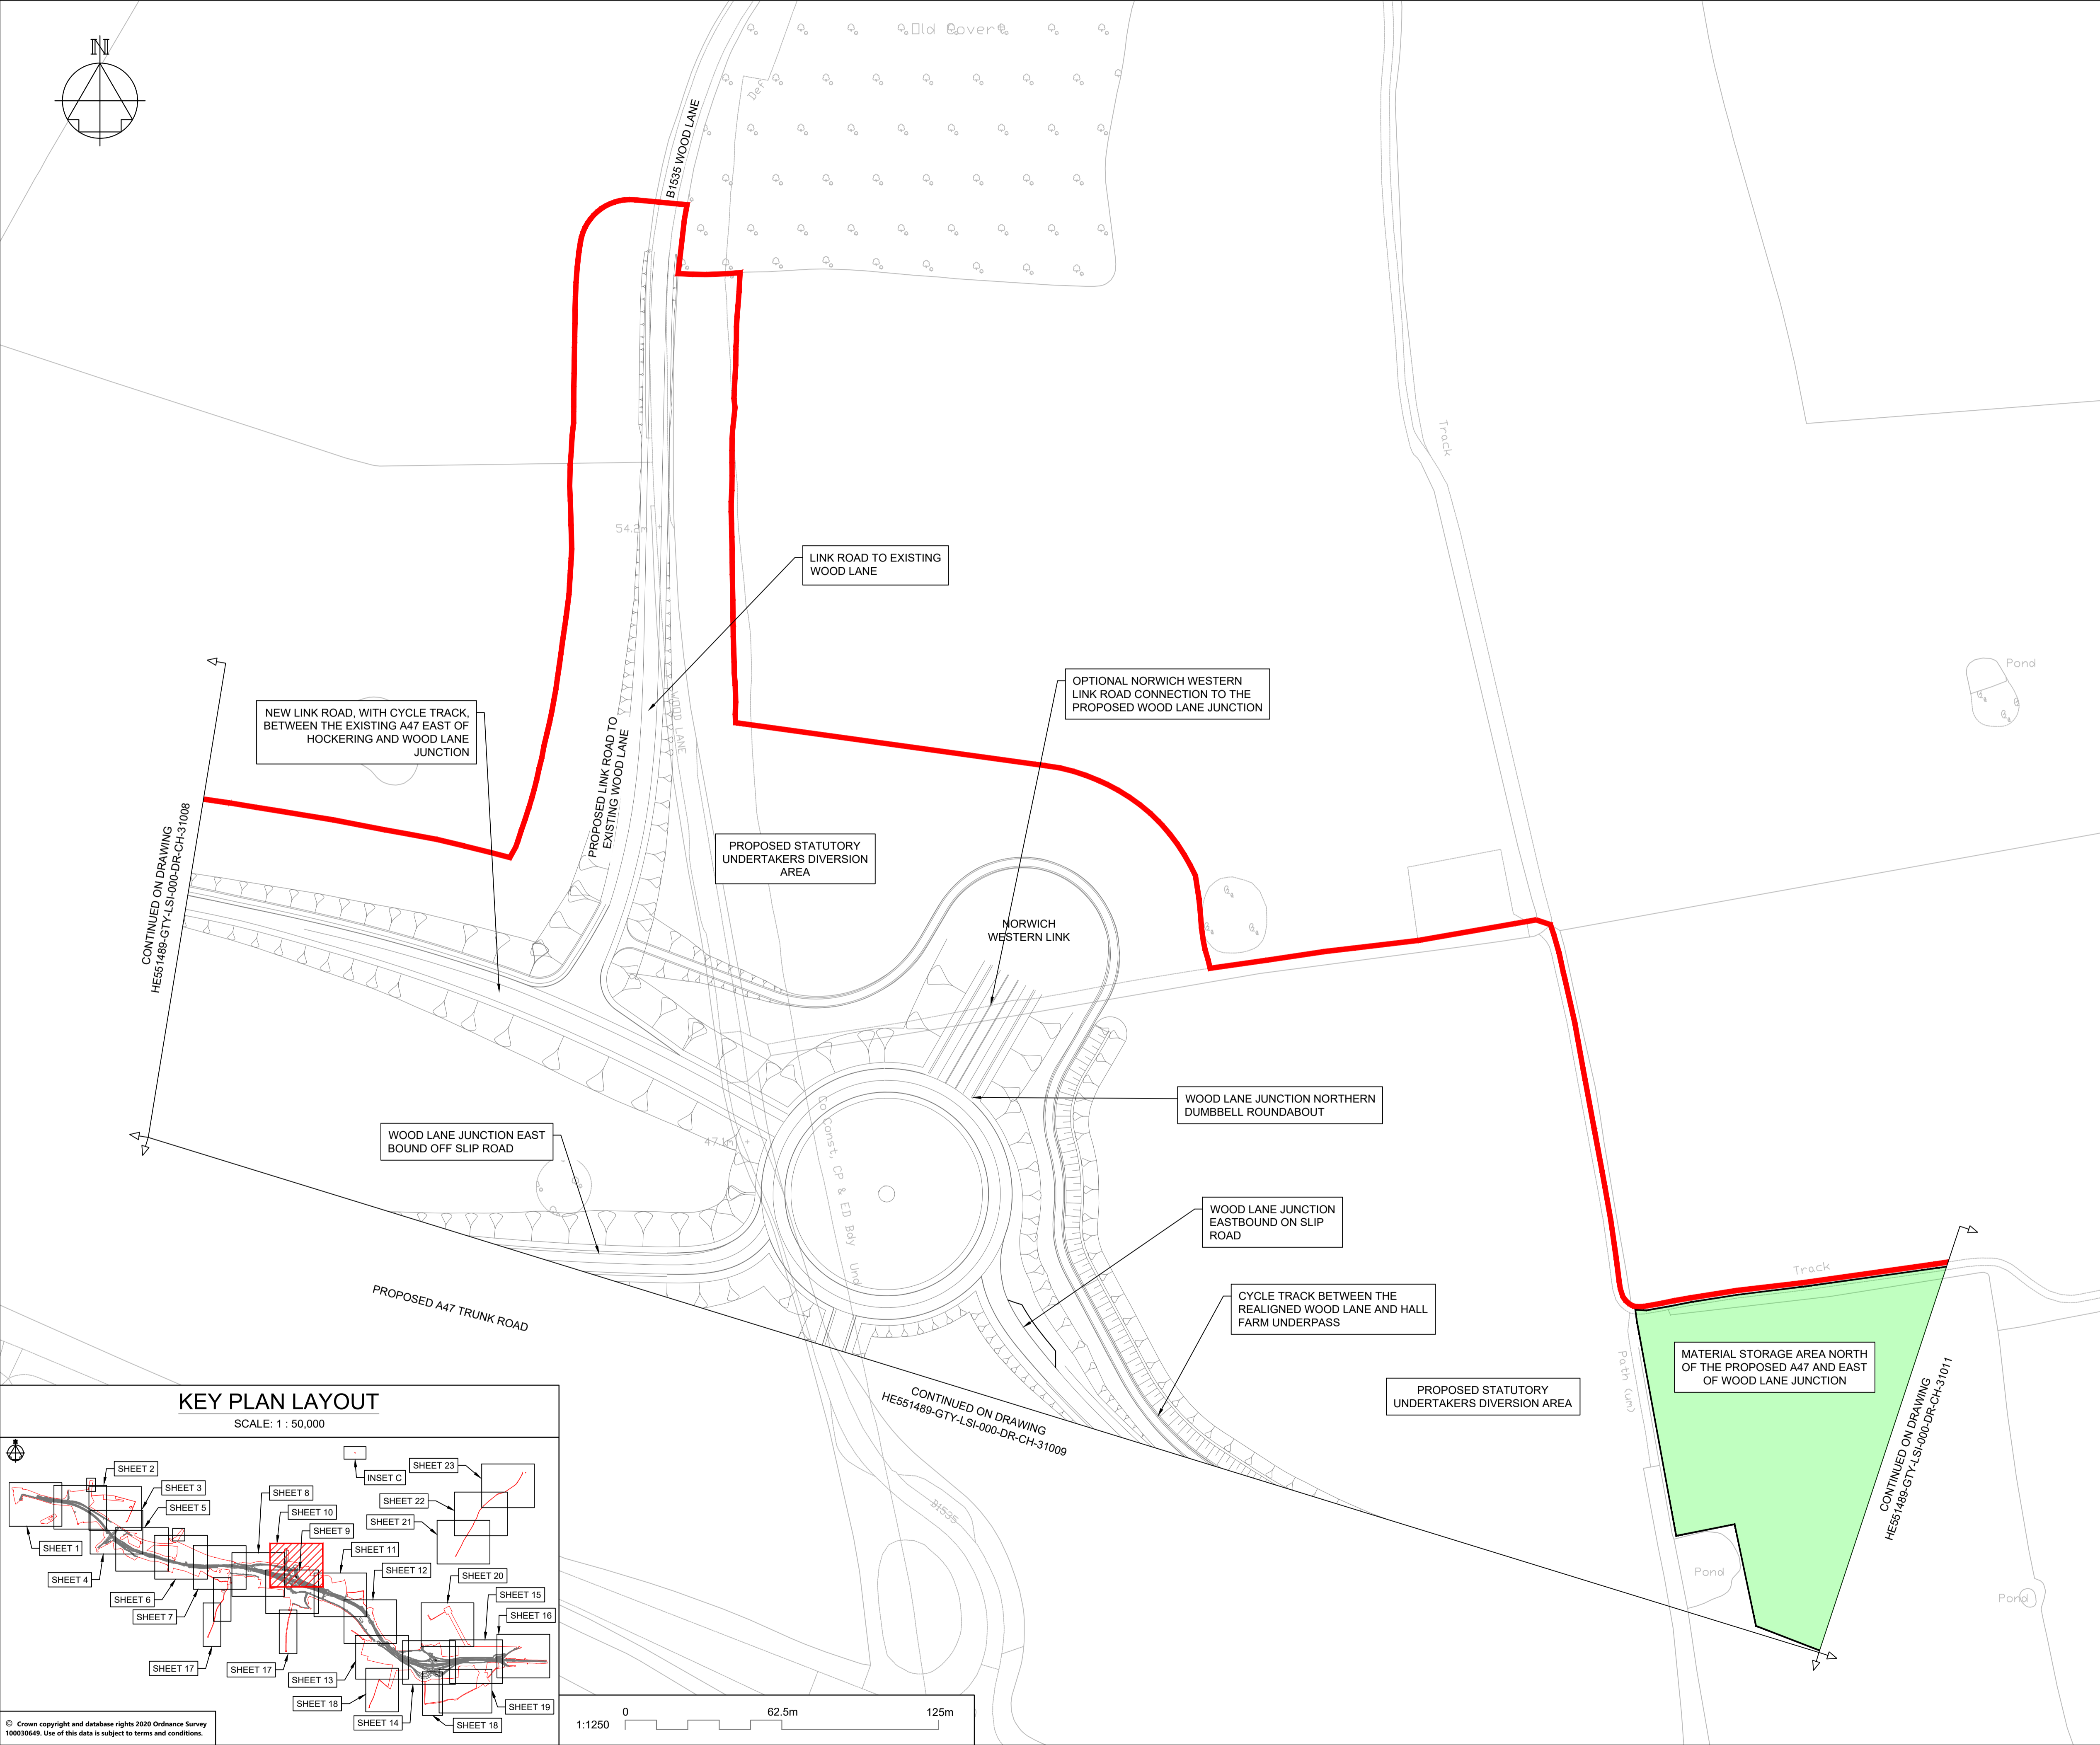 N
Old Covert
Def
B1535 WOOD LANE
Track
54.2m +
LINK ROAD TO EXISTING
WOOD LANE
Pond
OPTIONAL NORWICH WESTERN
LINK ROAD CONNECTION TO THE
PROPOSED WOOD LANE JUNCTION
NEW LINK ROAD, WITH CYCLE TRACK,
BETWEEN THE EXISTING A47 EAST OF
HOCKERING AND WOOD LANE
JUNCTION
WOOD LANE
PROPOSED LINK ROAD TO
EXISTING WOOD LANE
CONTINUED ON DRAWING
HE551489-GTY-LSI-000-DR-CH-31008
PROPOSED STATUTORY
UNDERTAKERS DIVERSION
AREA
NORWICH
WESTERN LINK
WOOD LANE JUNCTION NORTHERN
DUMBBELL ROUNDABOUT
WOOD LANE JUNCTION EAST
BOUND OFF SLIP ROAD
47.1m +
Co Const, CP & ED Bdy
Und
WOOD LANE JUNCTION
EASTBOUND ON SLIP
ROAD
PROPOSED A47 TRUNK ROAD
CYCLE TRACK BETWEEN THE
REALIGNED WOOD LANE AND HALL
FARM UNDERPASS
Track
MATERIAL STORAGE AREA NORTH
OF THE PROPOSED A47 AND EAST
OF WOOD LANE JUNCTION
Path (um)
PROPOSED STATUTORY
UNDERTAKERS DIVERSION AREA
CONTINUED ON DRAWING
HE551489-GTY-LSI-000-DR-CH-31009
CONTINUED ON DRAWING
HE551489-GTY-LSI-000-DR-CH-31011
B1535
Pond
Pond
KEY PLAN LAYOUT
SCALE: 1 : 50,000
SHEET 2
SHEET 3
SHEET 5
SHEET 1
SHEET 4
SHEET 6
SHEET 7
SHEET 8
SHEET 10
SHEET 9
SHEET 11
SHEET 12
INSET C
SHEET 23
SHEET 22
SHEET 21
SHEET 20
SHEET 15
SHEET 16
SHEET 17
SHEET 17
SHEET 13
SHEET 18
SHEET 14
SHEET 18
SHEET 19
© Crown copyright and database rights 2020 Ordnance Survey
100030649. Use of this data is subject to terms and conditions.
1:1250
0
62.5m
125m